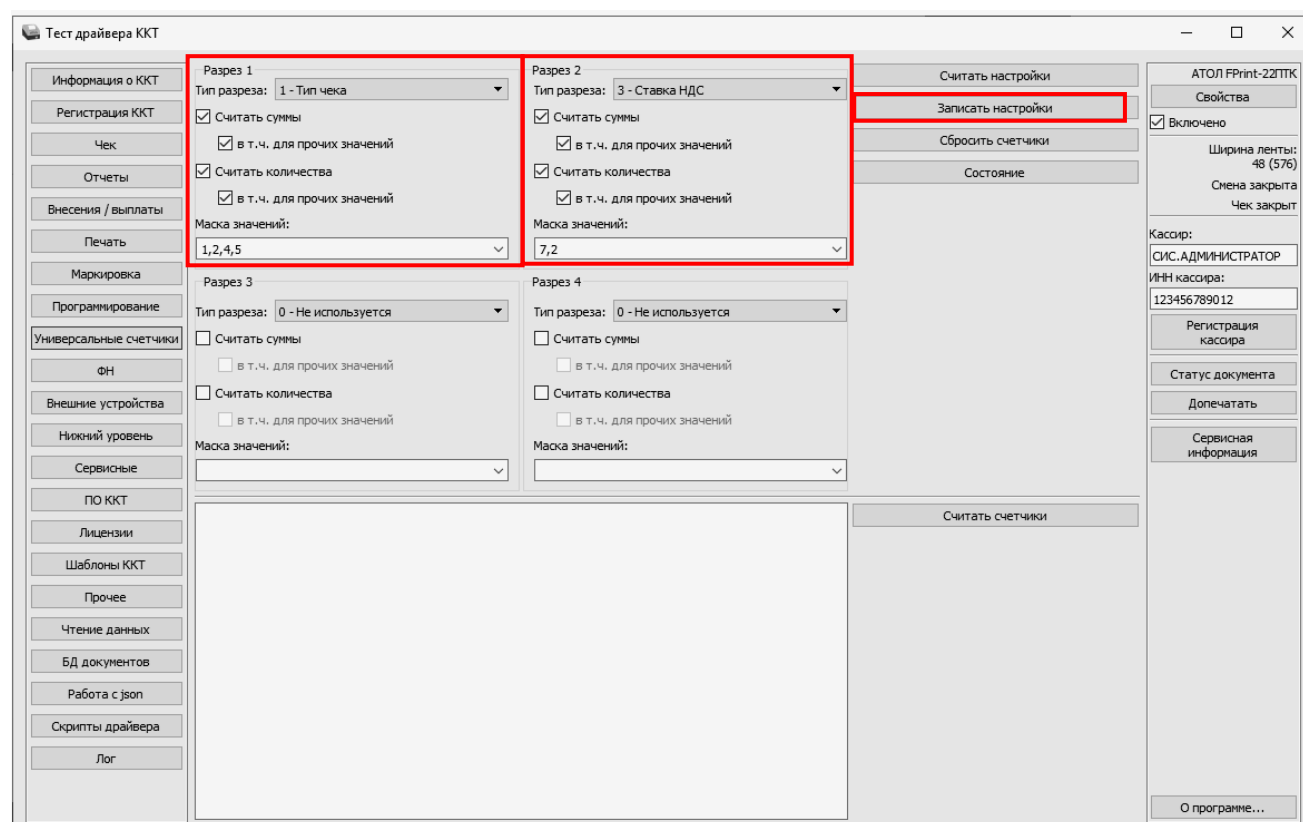 Тест драйвера ККТ
Информация о ККТ
Регистрация ККТ
Чек
Отчеты
Внесения / выплаты
Печать
Маркировка
Программирование
Универсальные счетчики
ФН
Внешние устройства
Нижний уровень
Сервисные
ПО ККТ
Лицензии
Шаблоны ККТ
Прочее
Чтение данных
БД документов
Работа с json
Скрипты драйвера
Лог
Разрез 1
Тип разреза: 1 - Тип чека
Считать суммы
в т.ч. для прочих значений
Считать количества
в т.ч. для прочих значений
Маска значений:
1,2,4,5
Разрез 2
Тип разреза: 3 - Ставка НДС
Считать суммы
в т.ч. для прочих значений
Считать количества
в т.ч. для прочих значений
Маска значений:
7,2
Разрез 3
Тип разреза: 0 - Не используется
Считать суммы
в т.ч. для прочих значений
Считать количества
в т.ч. для прочих значений
Маска значений:
Разрез 4
Тип разреза: 0 - Не используется
Считать суммы
в т.ч. для прочих значений
Считать количества
в т.ч. для прочих значений
Маска значений:
Считать настройки
Записать настройки
Сбросить счетчики
Состояние
Считать счетчики
АТОЛ FPrint-22ПТК
Свойства
Включено
Ширина ленты:
48 (576)
Смена закрыта
Чек закрыт
Кассир:
СИС.АДМИНИСТРАТОР
ИНН кассира:
123456789012
Регистрация
кассира
Статус документа
Допечатать
Сервисная
информация
О программе...